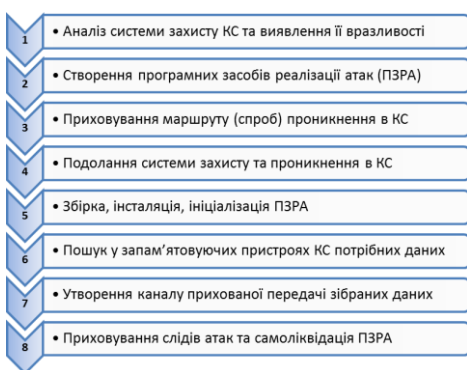 1 • Аналіз системи захисту КС та виявлення її вразливості
2 • Створення програмних засобів реалізації атак (ПЗРА)
3 • Приховування маршруту (спроб) проникнення в КС
4 • Подолання системи захисту та проникнення в КС
5 • Збірка, інсталяція, ініціалізація ПЗРА
6 • Пошук у запам’ятовуючих пристроях КС потрібних даних
7 • Утворення каналу прихованої передачі зібраних даних
8 • Приховування слідів атак та самоліквідація ПЗРА